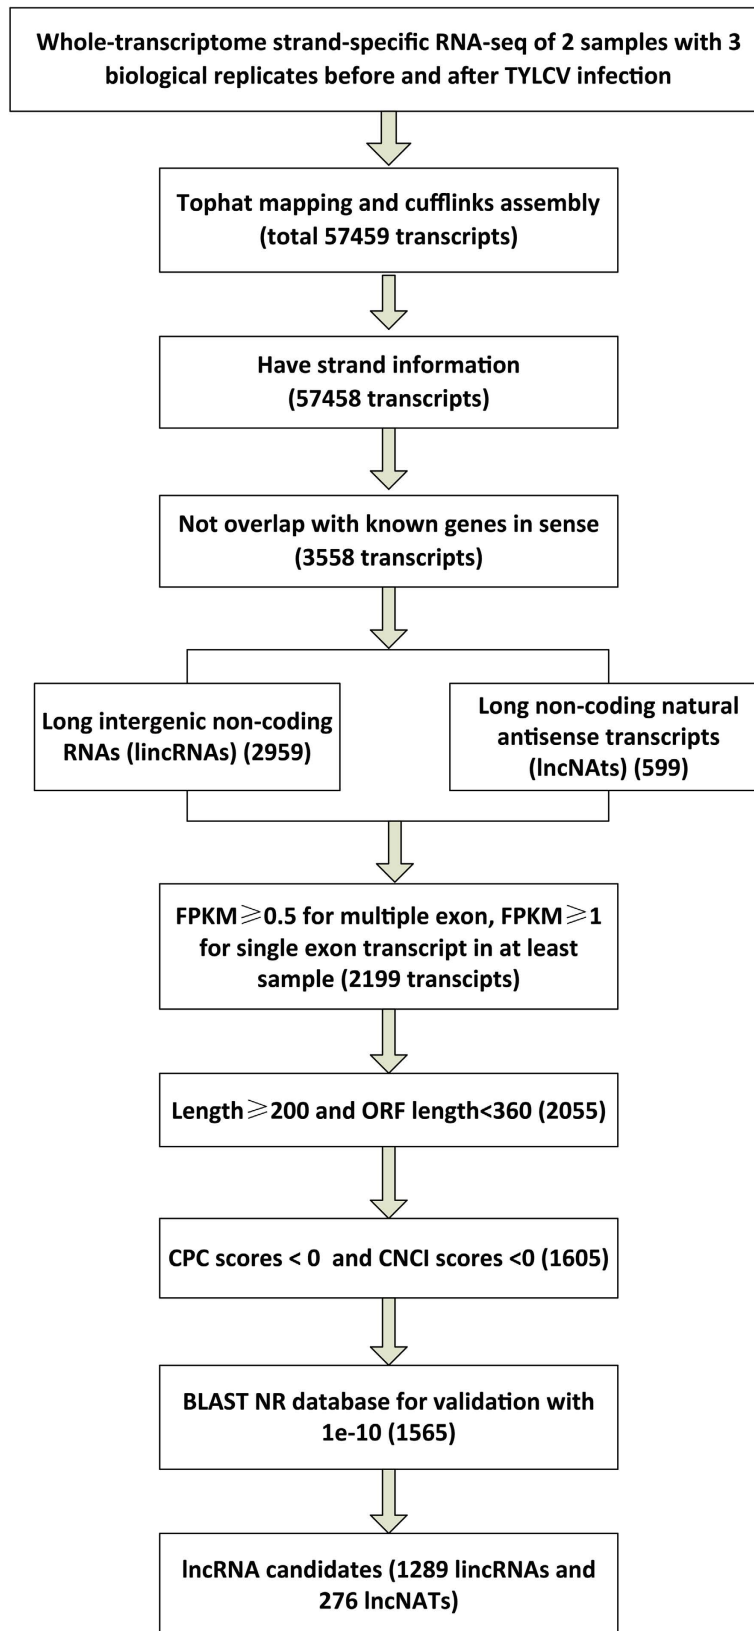 Whole-transcriptome strand-specific RNA-seq of 2 samples with 3
biological replicates before and after TYLCV infection
Tophat mapping and cufflinks assembly
(total 57459 transcripts)
Have strand information
(57458 transcripts)
Not overlap with known genes in sense
(3558 transcripts)
Long intergenic non-coding
RNAs (lincRNAs) (2959)
Long non-coding natural
antisense transcripts
(lncNAts) (599)
FPKM≥0.5 for multiple exon, FPKM≥1
for single exon transcript in at least
sample (2199 transcipts)
Length≥200 and ORF length<360 (2055)
CPC scores < 0 and CNCI scores <0 (1605)
BLAST NR database for validation with
1e-10 (1565)
lncRNA candidates (1289 lincRNAs and
276 lncNATs)